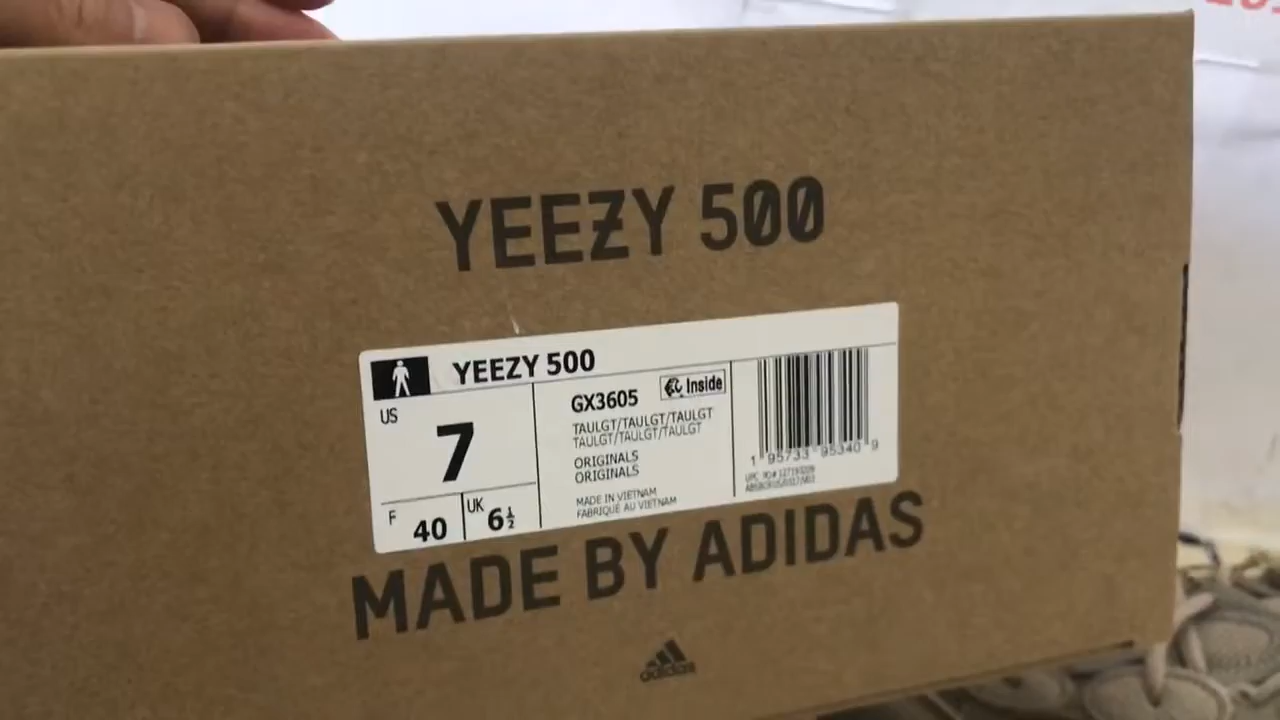 YEEZY 500
YEEZY 500
US
7
F
40
UK
6½
GX3605
Inside
TAULGT/TAULGT/TAULGT
TAULGT/TAULGT/TAULGT
ORIGINALS
ORIGINALS
MADE IN VIETNAM
FABRIQUÉ AU VIETNAM
1 95733 95340 9
MADE BY ADIDAS
adidas